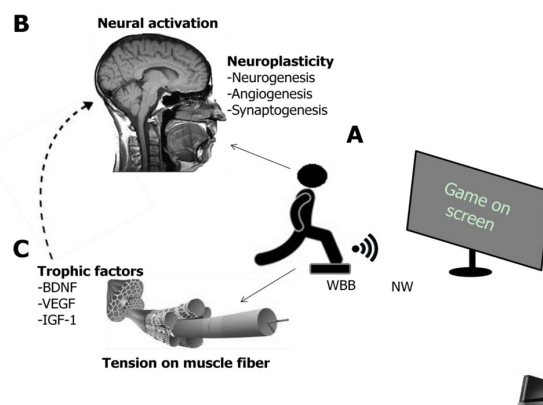 B
Neural activation
Neuroplasticity
-Neurogenesis
-Angiogenesis
-Synaptogenesis
A
Game on
screen
WBB
NW
C
Trophic factors
-BDNF
-VEGF
-IGF-1
Tension on muscle fiber